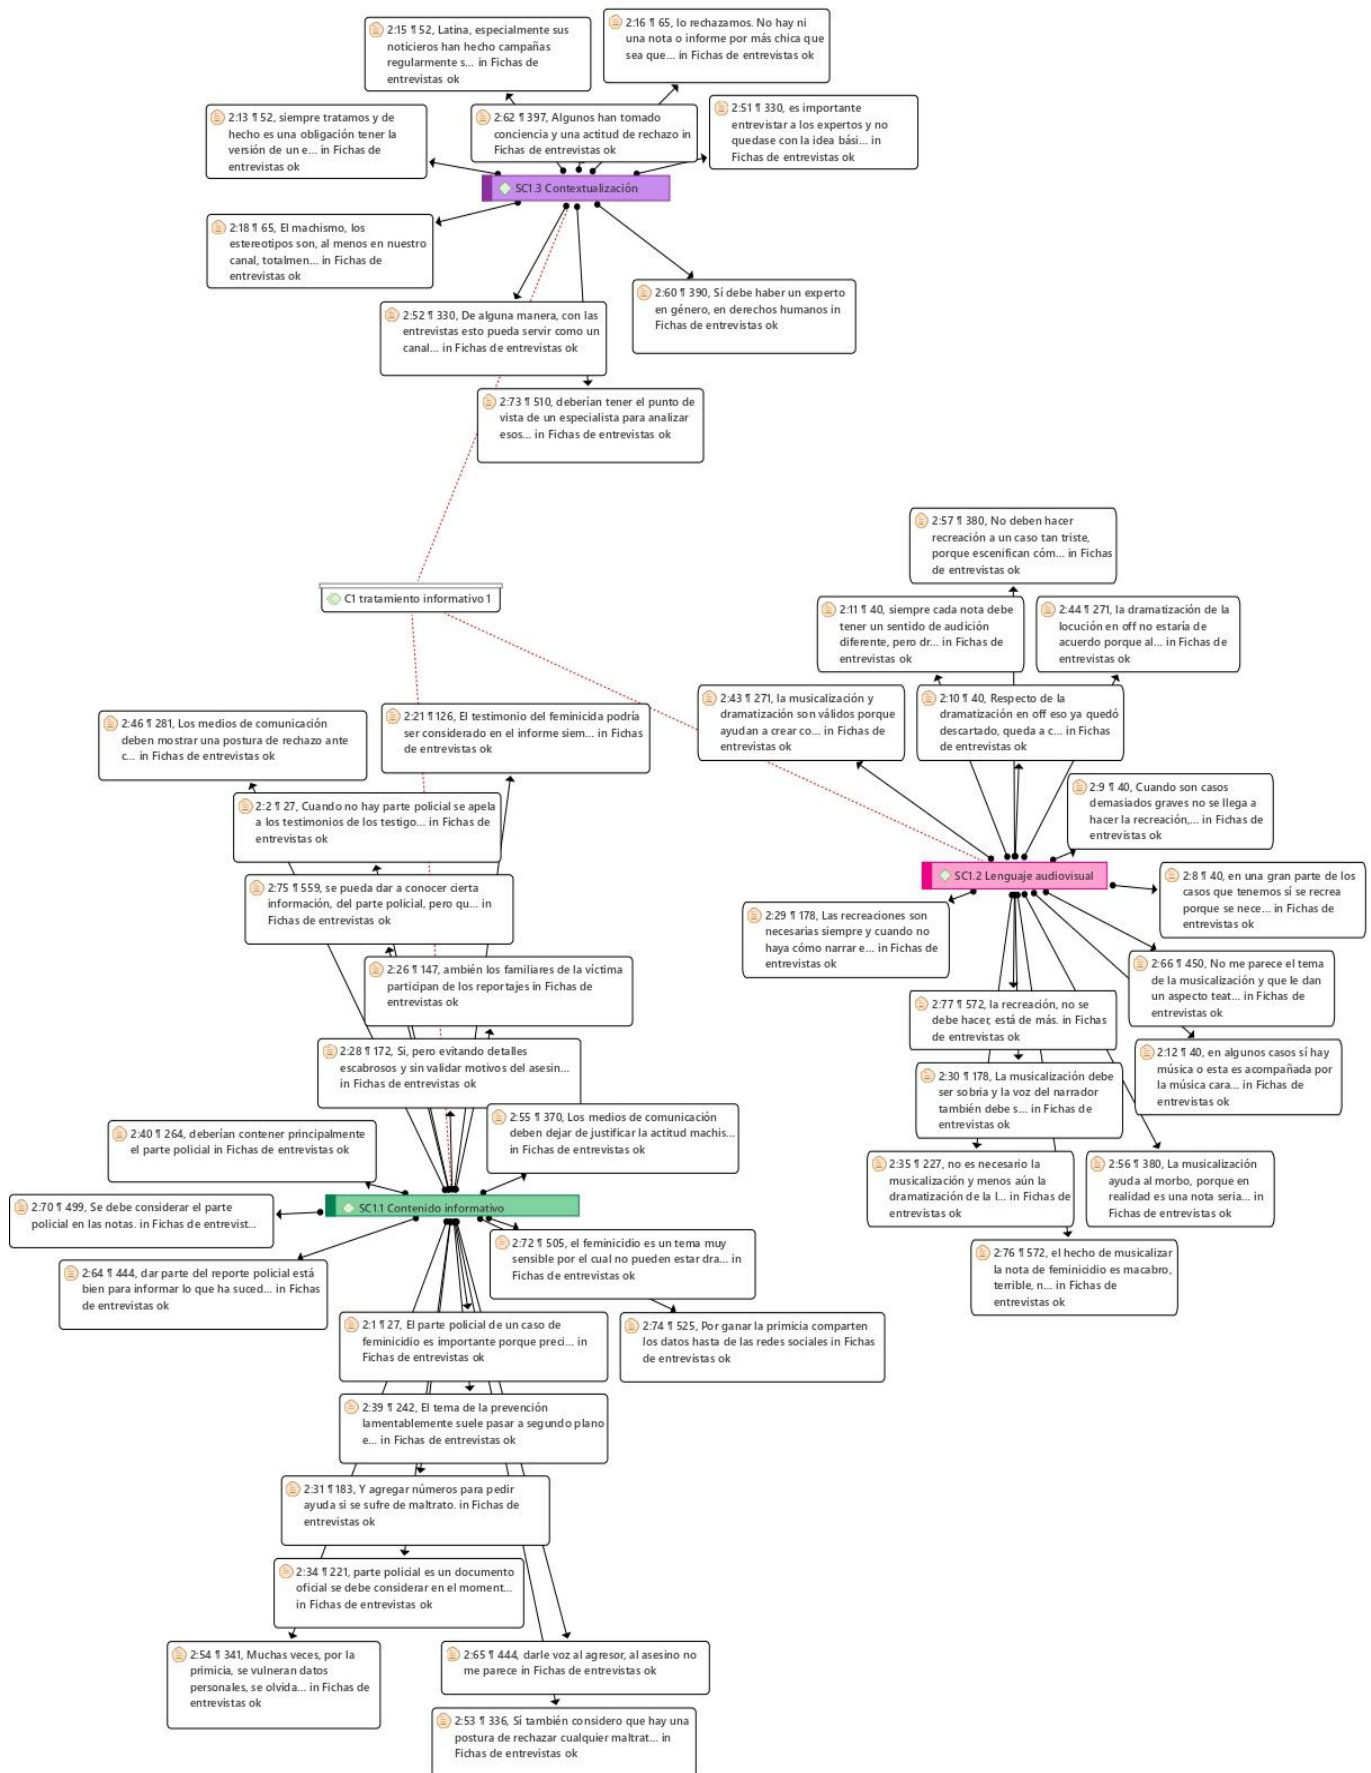 2:15 ¶ 52, Latina, especialmente sus
noticieros han hecho campañas
regularmente s... in Fichas de
entrevistas ok
2:16 ¶ 65, lo rechazamos. No hay ni
una nota o informe por más chica que
sea que... in Fichas de entrevistas ok
2:13 ¶ 52, siempre tratamos y de
hecho es una obligación tener la
versión de un e... in Fichas de
entrevistas ok
2:62 ¶ 397, Algunos han tomado
conciencia y una actitud de rechazo in
Fichas de entrevistas ok
2:51 ¶ 330, es importante
entrevistar a los expertos y no
quedase con la idea bási... in
Fichas de entrevistas ok
SC1.3 Contextualización
2:18 ¶ 65, El machismo, los
estereotipos son, al menos en nuestro
canal, totalmen... in Fichas de
entrevistas ok
2:60 ¶ 390, Sí debe haber un experto
en género, en derechos humanos in
Fichas de entrevistas ok
2:52 ¶ 330, De alguna manera, con las
entrevistas esto pueda servir como un
canal... in Fichas de entrevistas ok
2:73 ¶ 510, deberían tener el punto de
vista de un especialista para analizar
esos... in Fichas de entrevistas ok
2:57 ¶ 380, No deben hacer
recreación a un caso tan triste,
porque escenifican cóm... in Fichas
de entrevistas ok
C1 tratamiento informativo 1
2:11 ¶ 40, siempre cada nota debe
tener un sentido de audición
diferente, pero dr... in Fichas de
entrevistas ok
2:44 ¶ 271, la dramatización de la
locución en off no estaría de
acuerdo porque al... in Fichas de
entrevistas ok
2:43 ¶ 271, la musicalización y
dramatización son válidos porque
ayudan a crear co... in Fichas de
entrevistas ok
2:10 ¶ 40, Respecto de la
dramatización en off eso ya quedó
descartado, queda a c... in Fichas
de entrevistas ok
2:46 ¶ 281, Los medios de comunicación
deben mostrar una postura de rechazo ante
c... in Fichas de entrevistas ok
2:21 ¶ 126, El testimonio del feminicida podría
ser considerado en el informe siem... in Fichas
de entrevistas ok
2:9 ¶ 40, Cuando son casos
demasiados graves no se llega a
hacer la recreación,... in Fichas de
entrevistas ok
2:2 ¶ 27, Cuando no hay parte policial se apela
a los testimonios de los testigo... in Fichas de
entrevistas ok
SC1.2 Lenguaje audiovisual
2:8 ¶ 40, en una gran parte de los
casos que tenemos sí se recrea
porque se nece... in Fichas de
entrevistas ok
2:75 ¶ 559, se pueda dar a conocer cierta
información, del parte policial, pero qu... in
Fichas de entrevistas ok
2:29 ¶ 178, Las recreaciones son
necesarias siempre y cuando no
haya cómo narrar e... in Fichas de
entrevistas ok
2:66 ¶ 450, No me parece el tema
de la musicalización y que le dan
un aspecto teat... in Fichas de
entrevistas ok
2:26 ¶ 147, ambién los familiares de la víctima
participan de los reportajes in Fichas de
entrevistas ok
2:77 ¶ 572, la recreación, no se
debe hacer, está de más. in Fichas
de entrevistas ok
2:28 ¶ 172, Si, pero evitando detalles
escabrosos y sin validar motivos del asesin...
in Fichas de entrevistas ok
2:12 ¶ 40, en algunos casos sí hay
música o esta es acompañada por
la música cara... in Fichas de
entrevistas ok
2:30 ¶ 178, La musicalización debe
ser sobria y la voz del narrador
también debe s... in Fichas de
entrevistas ok
2:55 ¶ 370, Los medios de comunicación
deben dejar de justificar la actitud machis...
in Fichas de entrevistas ok
2:40 ¶ 264, deberían contener principalmente
el parte policial in Fichas de entrevistas ok
2:35 ¶ 227, no es necesario la
musicalización y menos aún la
dramatización de la l... in Fichas de
entrevistas ok
2:56 ¶ 380, La musicalización
ayuda al morbo, porque en
realidad es una nota seria... in
Fichas de entrevistas ok
2:70 ¶ 499, Se debe considerar el parte
policial en las notas. in Fichas de entrevist...
SC1.1 Contenido informativo
2:72 ¶ 505, el feminicidio es un tema muy
sensible por el cual no pueden estar dra... in
Fichas de entrevistas ok
2:76 ¶ 572, el hecho de musicalizar
la nota de feminicidio es macabro,
terrible, n... in Fichas de
entrevistas ok
2:64 ¶ 444, dar parte del reporte policial está
bien para informar lo que ha suced... in Fichas
de entrevistas ok
2:1 ¶ 27, El parte policial de un caso de
feminicidio es importante porque preci... in
Fichas de entrevistas ok
2:74 ¶ 525, Por ganar la primicia comparten
los datos hasta de las redes sociales in Fichas
de entrevistas ok
2:39 ¶ 242, El tema de la prevención
lamentablemente suele pasar a segundo plano
e... in Fichas de entrevistas ok
2:31 ¶ 183, Y agregar números para pedir
ayuda si se sufre de maltrato. in Fichas de
entrevistas ok
2:34 ¶ 221, parte policial es un documento
oficial se debe considerar en el moment...
in Fichas de entrevistas ok
2:54 ¶ 341, Muchas veces, por la
primicia, se vulneran datos
personales, se olvida... in Fichas de
entrevistas ok
2:65 ¶ 444, darle voz al agresor, al asesino no
me parece in Fichas de entrevistas ok
2:53 ¶ 336, Sí también considero que hay una
postura de rechazar cualquier maltrat... in
Fichas de entrevistas ok